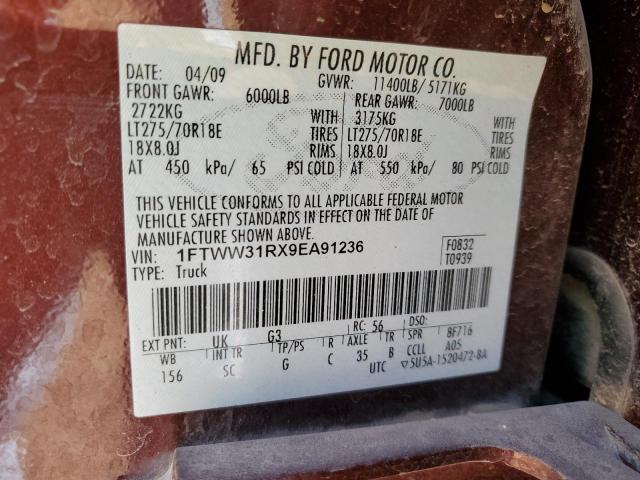 MFD. BY FORD MOTOR CO.
DATE: 04/09 GVWR: 11400LB/ 5171KG
FRONT GAWR: 6000LB REAR GAWR: 7000LB
2722KG WITH 3175KG WITH
LT275/70R18E TIRES LT275/70R18E TIRES
18X8.0J RIMS 18X8.0J RIMS
AT 450 kPa/ 65 PSI COLD AT 550 kPa/ 80 PSI COLD
THIS VEHICLE CONFORMS TO ALL APPLICABLE FEDERAL MOTOR
VEHICLE SAFETY STANDARDS IN EFFECT ON THE DATE OF
MANUFACTURE SHOWN ABOVE.
VIN: 1FTWW31RX9EA91236 F0832
TYPE: Truck T0939
EXT PNT: UK G3 RC: 56 DSO:
WB INT TR TP/PS R AXLE TR SPR 8F716
156 SC G C 35 B CCLL A05
UTC 5U5A-1520472-BA